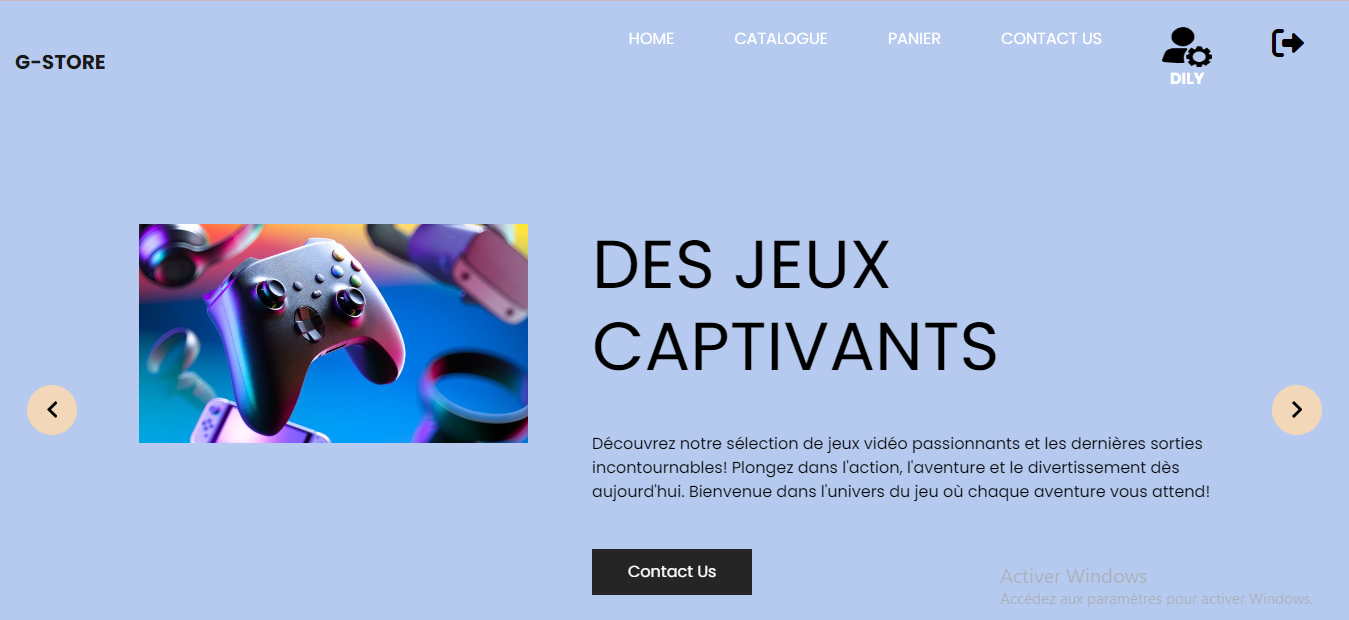 HOME CATALOGUE PANIER CONTACT US
G-STORE
DILY
DES JEUX
CAPTIVANTS
Découvrez notre sélection de jeux vidéo passionnants et les dernières sorties
incontournables! Plongez dans l'action, l'aventure et le divertissement dès
aujourd'hui. Bienvenue dans l'univers du jeu où chaque aventure vous attend!
Contact Us
Activer Windows
Accédez aux paramètres pour activer Windows.